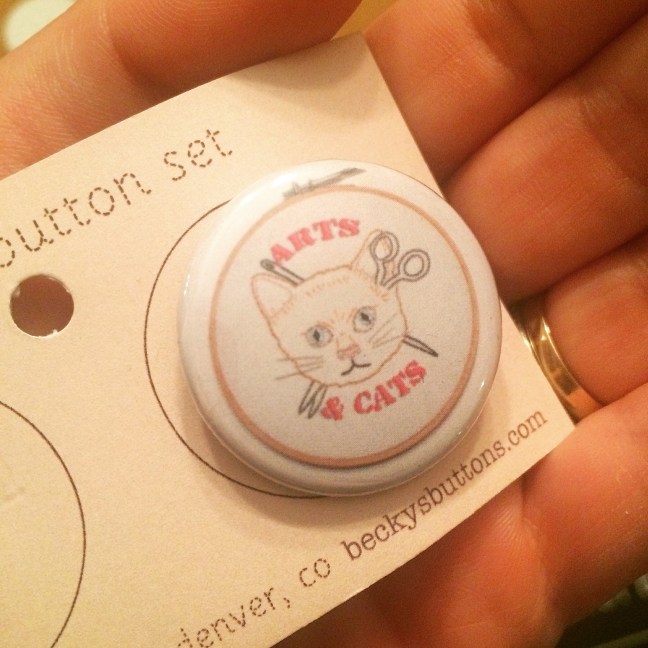 button set
ARTS
& CATS
denver, co beckysbuttons.com